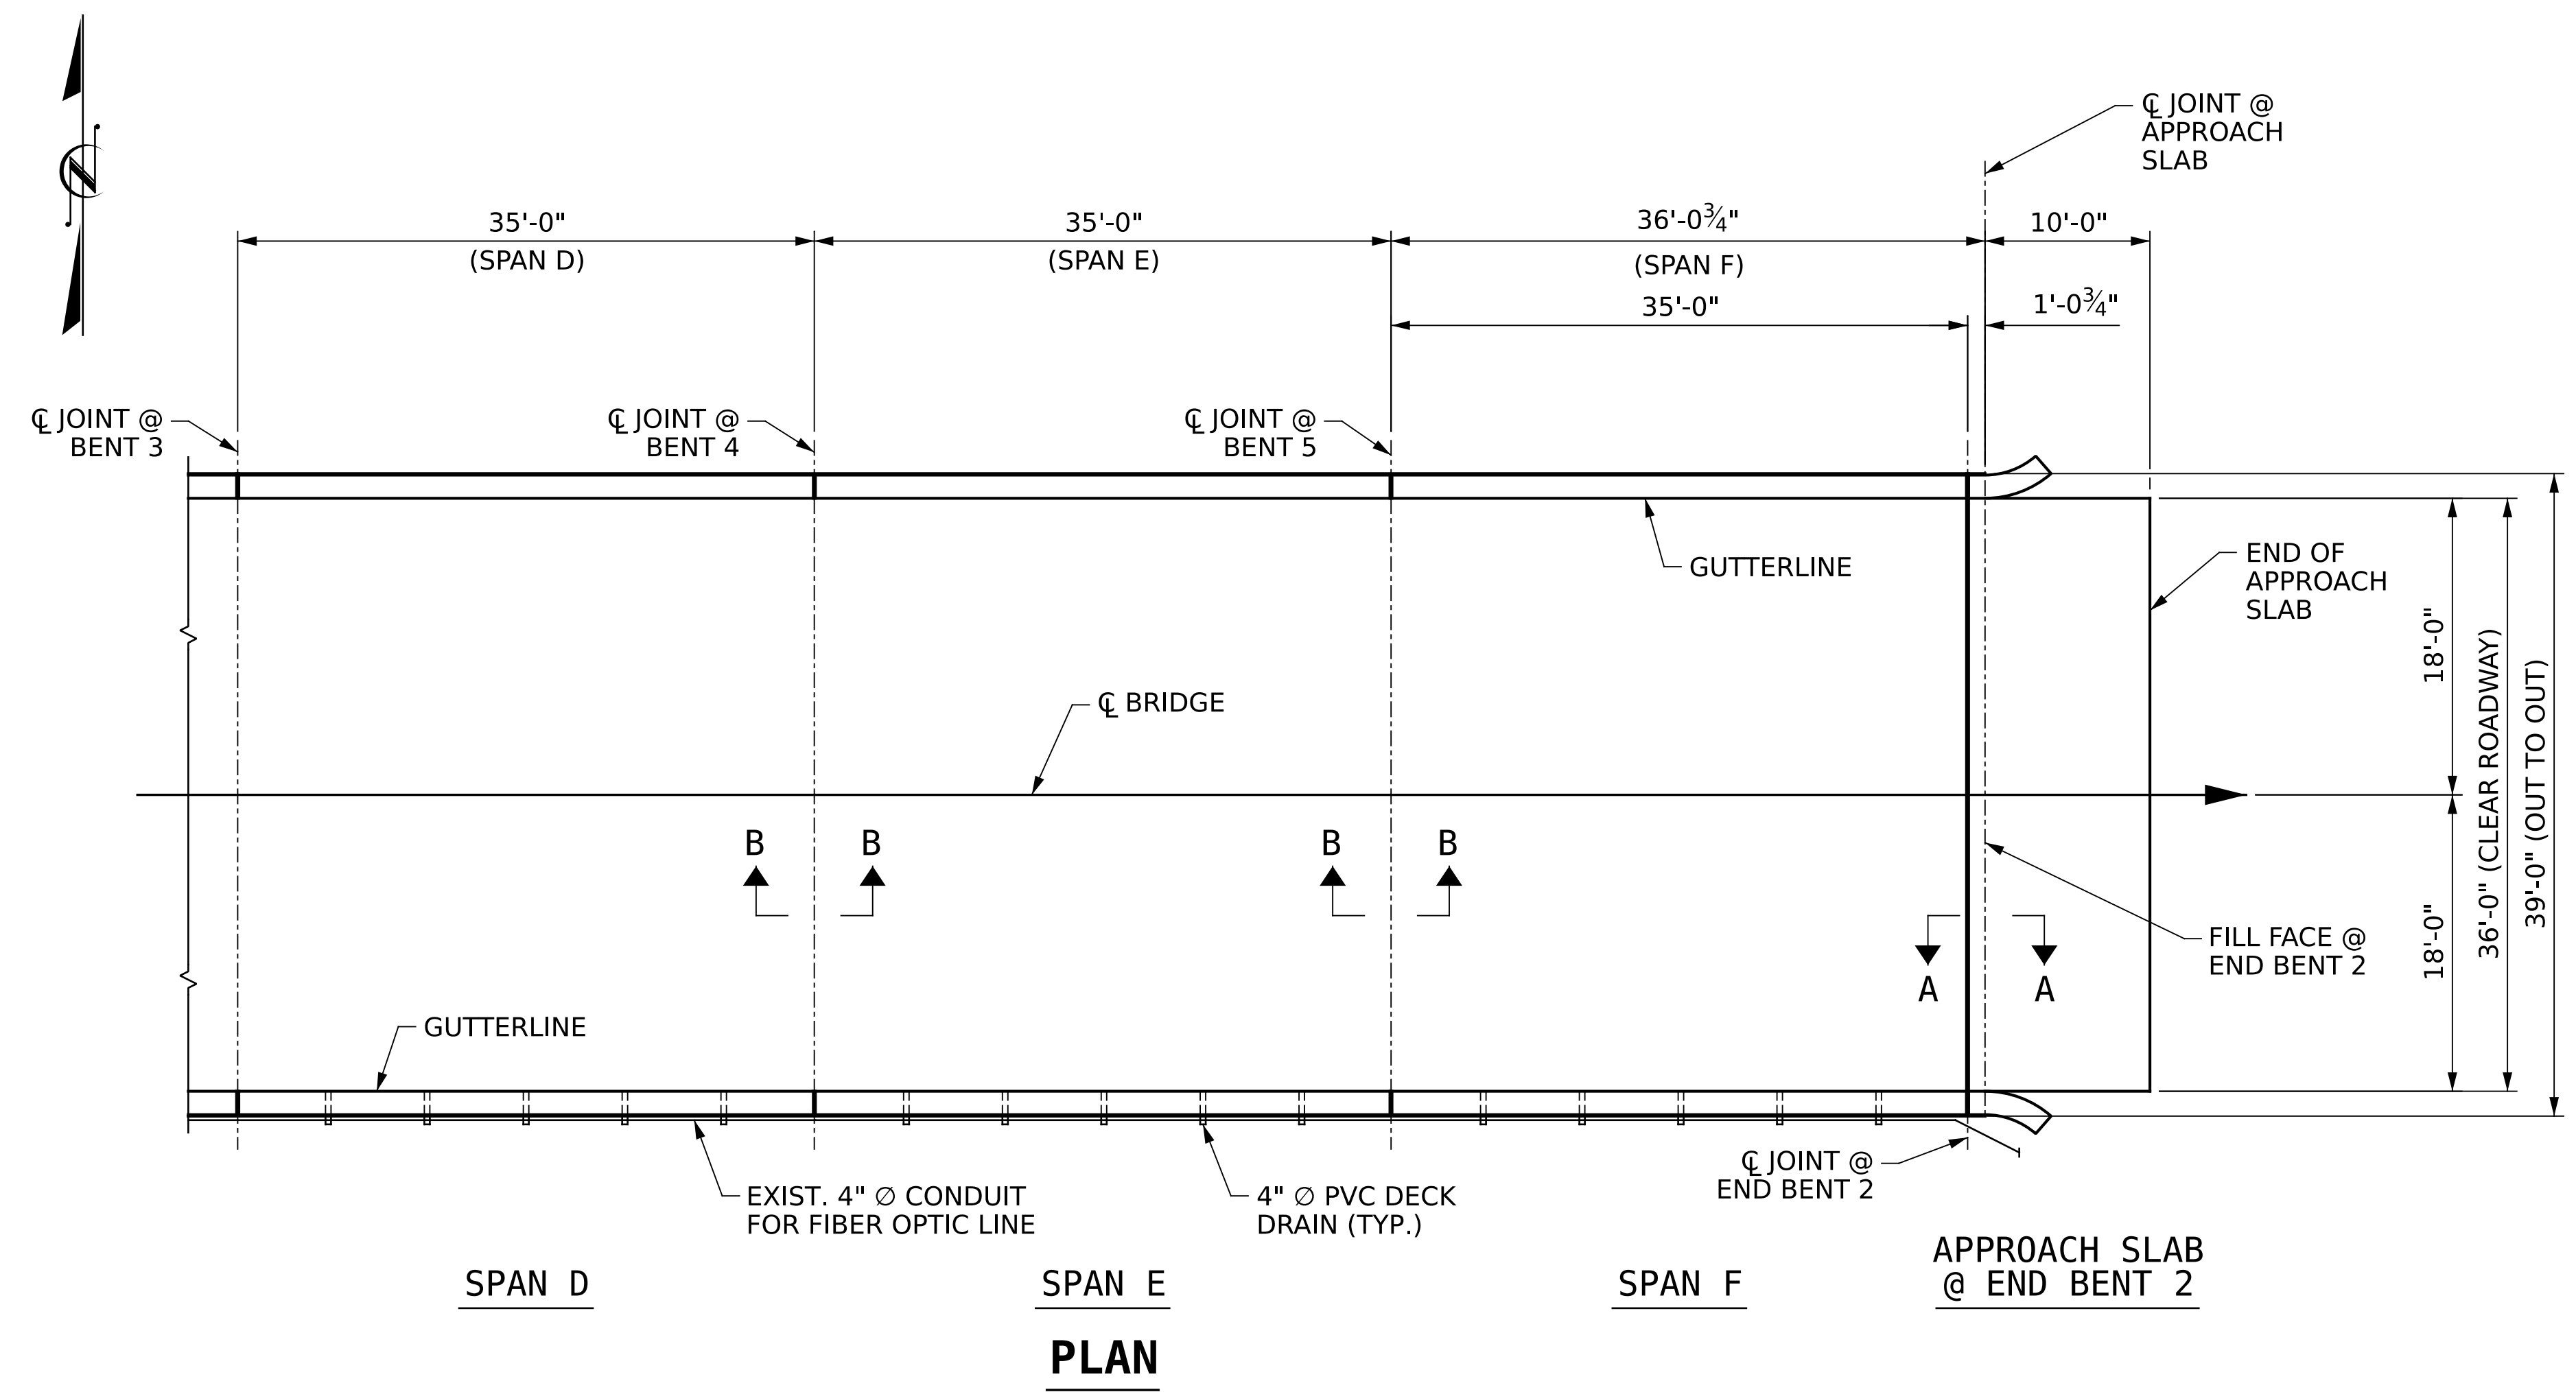 N
℄ JOINT @
APPROACH
SLAB
35'-0"
35'-0"
36'-0¾"
10'-0"
(SPAN D)
(SPAN E)
(SPAN F)
35'-0"
1'-0¾"
℄ JOINT @
BENT 3
℄ JOINT @
BENT 4
℄ JOINT @
BENT 5
GUTTERLINE
END OF
APPROACH
SLAB
℄ BRIDGE
18'-0"
18'-0"
36'-0" (CLEAR ROADWAY)
39'-0" (OUT TO OUT)
B
B
B
B
A
A
FILL FACE @
END BENT 2
GUTTERLINE
EXIST. 4" ∅ CONDUIT
FOR FIBER OPTIC LINE
4" ∅ PVC DECK
DRAIN (TYP.)
℄ JOINT @
END BENT 2
SPAN D
SPAN E
SPAN F
APPROACH SLAB
@ END BENT 2
PLAN